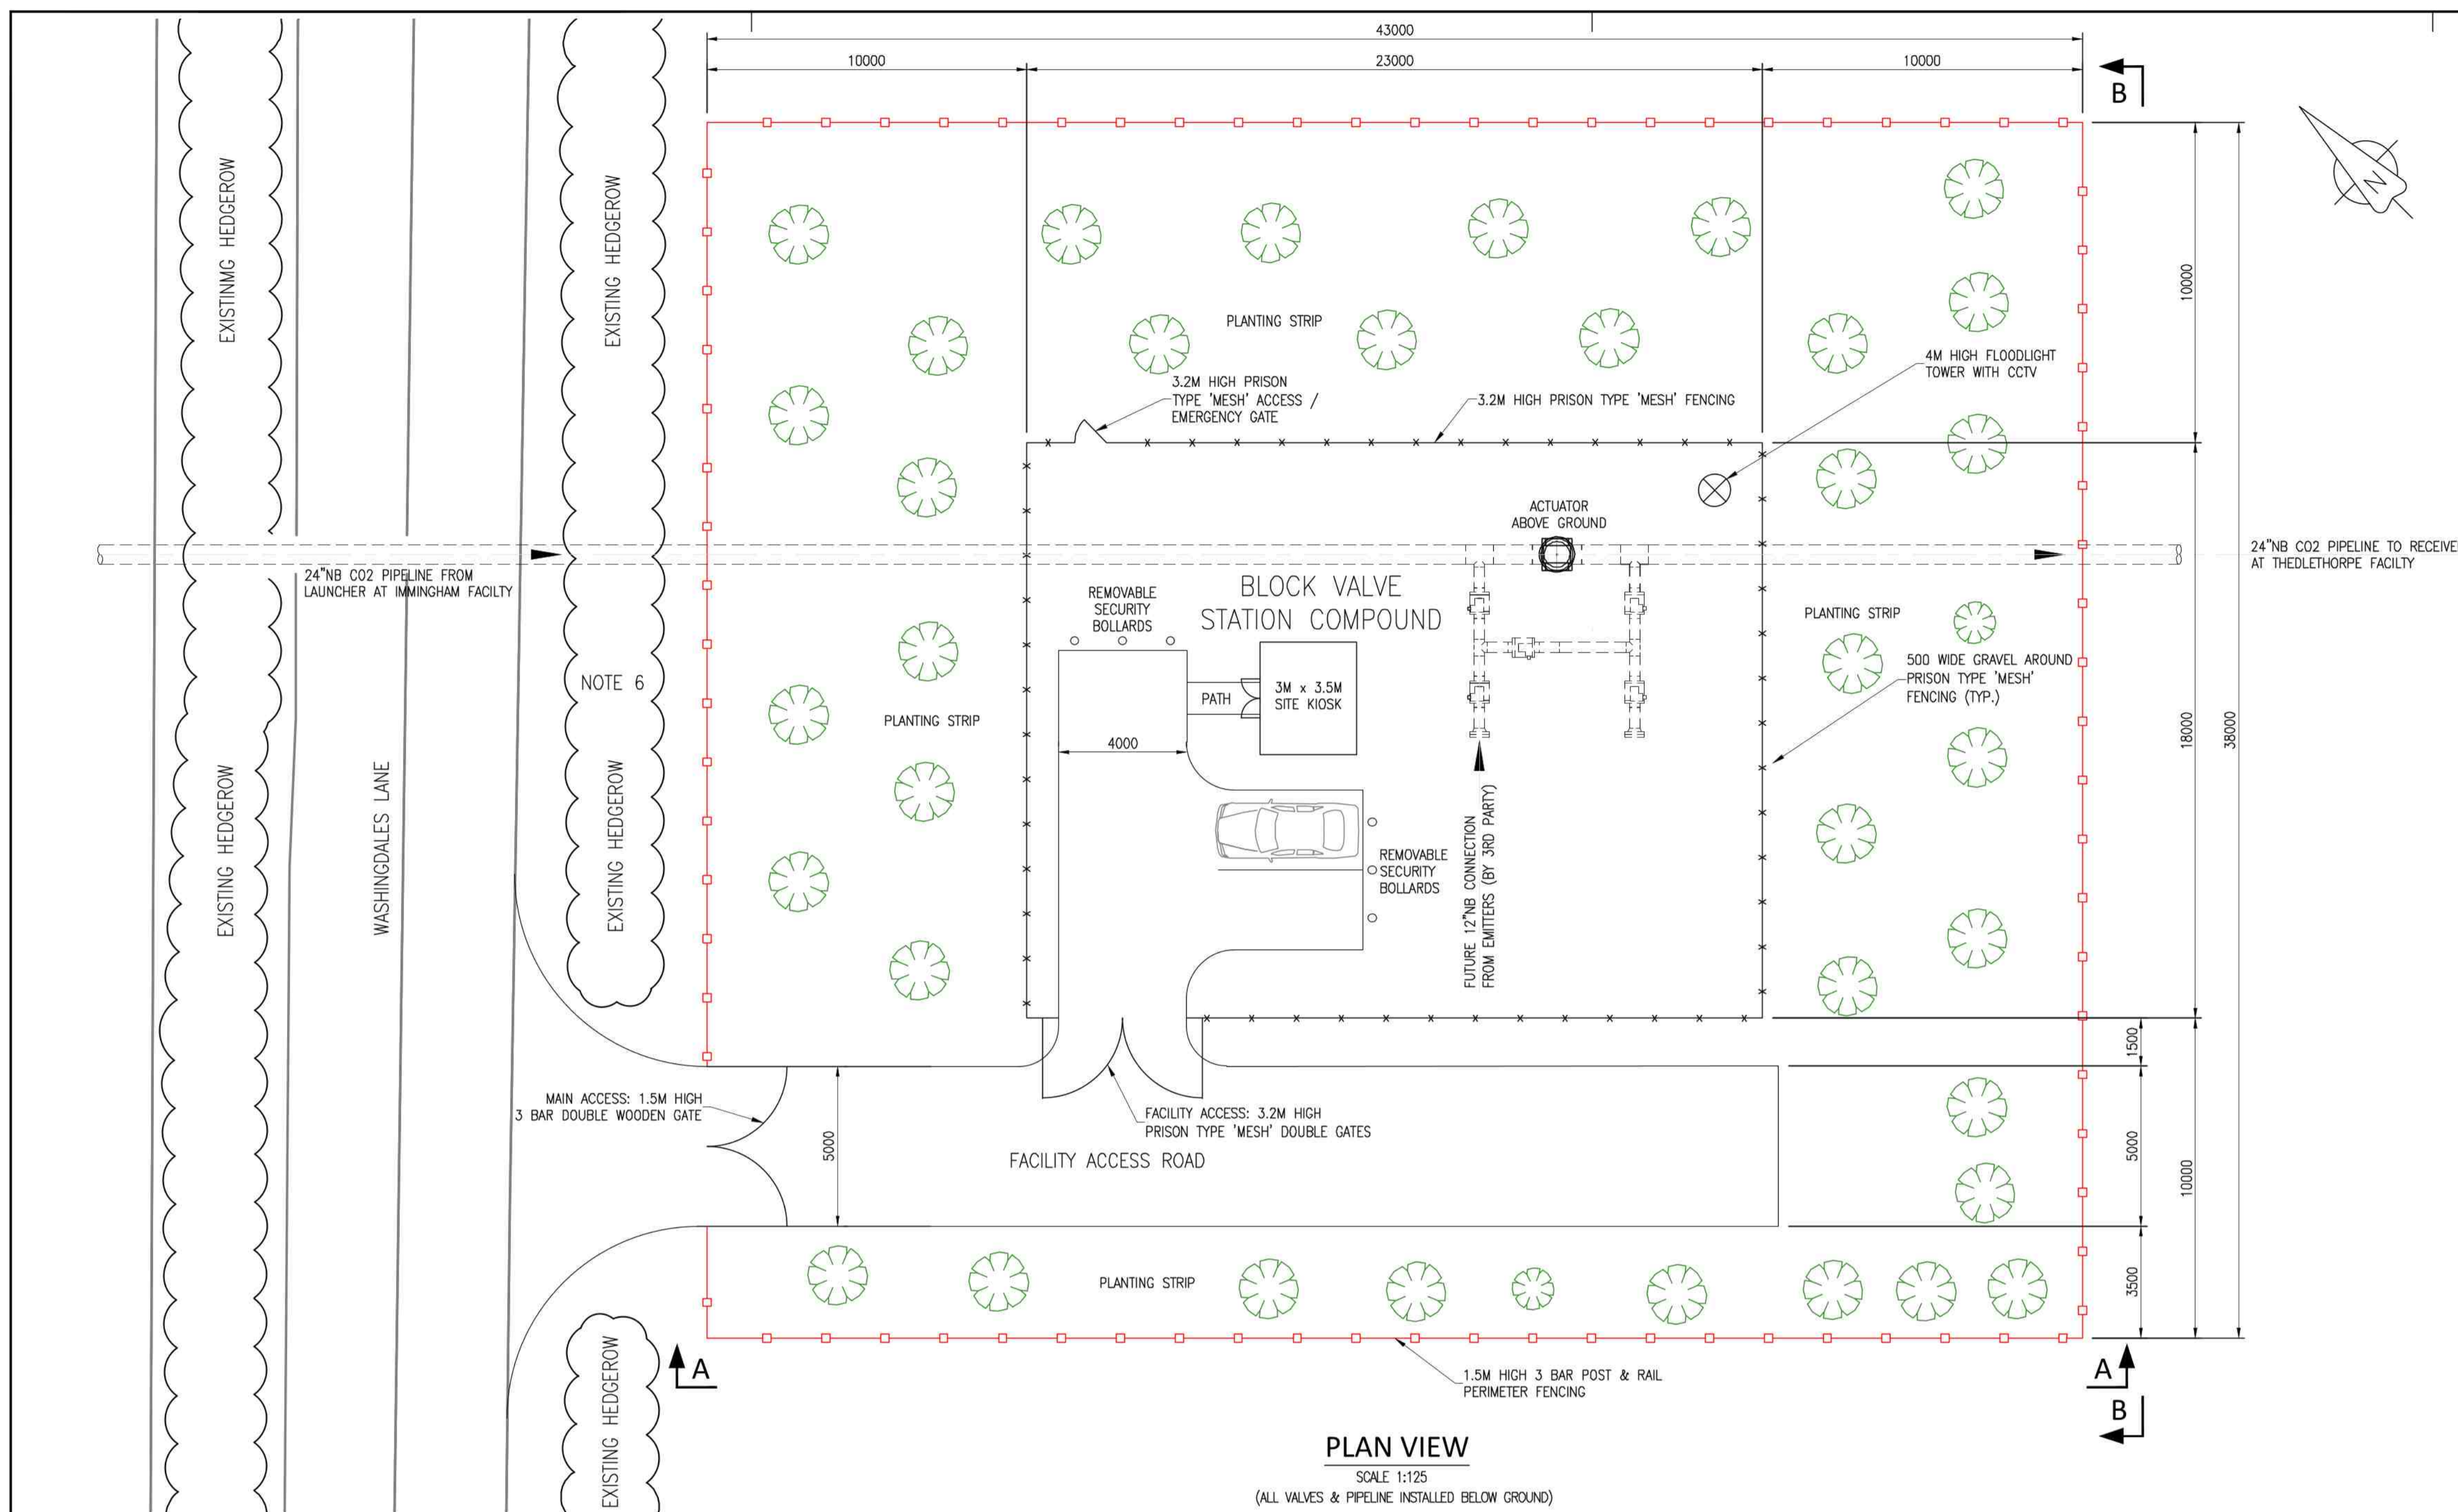 43000
10000
23000
10000
B
N
EXISTINMG HEDGEROW
EXISTING HEDGEROW
10000
PLANTING STRIP
4M HIGH FLOODLIGHT
TOWER WITH CCTV
3.2M HIGH PRISON
TYPE 'MESH' ACCESS /
EMERGENCY GATE
3.2M HIGH PRISON TYPE 'MESH' FENCING
ACTUATOR
ABOVE GROUND
24"NB CO2 PIPELINE FROM
LAUNCHER AT IMMINGHAM FACILTY
24"NB CO2 PIPELINE TO RECEIVE
AT THEDLETHORPE FACILTY
REMOVABLE
SECURITY
BOLLARDS
BLOCK VALVE
STATION COMPOUND
PLANTING STRIP
500 WIDE GRAVEL AROUND
PRISON TYPE 'MESH'
FENCING (TYP.)
NOTE 6
PATH
3M x 3.5M
SITE KIOSK
PLANTING STRIP
4000
18000
38000
EXISTING HEDGEROW
WASHINGDALES LANE
EXISTING HEDGEROW
REMOVABLE
SECURITY
BOLLARDS
FUTURE 12"NB CONNECTION
FROM EMITTERS (BY 3RD PARTY)
1500
MAIN ACCESS: 1.5M HIGH
3 BAR DOUBLE WOODEN GATE
FACILITY ACCESS: 3.2M HIGH
PRISON TYPE 'MESH' DOUBLE GATES
5000
FACILITY ACCESS ROAD
5000
10000
PLANTING STRIP
3500
EXISTING HEDGEROW
A
1.5M HIGH 3 BAR POST & RAIL
PERIMETER FENCING
A
B
PLAN VIEW
SCALE 1:125
(ALL VALVES & PIPELINE INSTALLED BELOW GROUND)